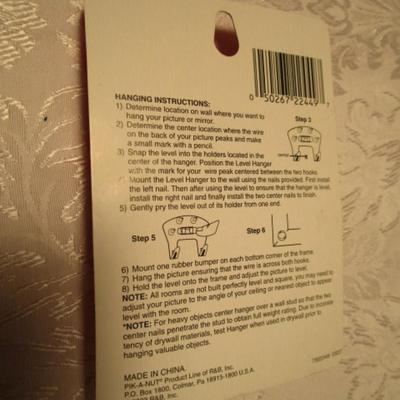 0 50267 22449 7
HANGING INSTRUCTIONS:
1) Determine location on wall where you want to
hang your picture or mirror.
Step 3
2) Determine the center location where the wire
on the back of your picture peaks and make
a small mark with a pencil.
3) Snap the level into the holders located in the
center of the hanger. Position the Level Hanger
with the mark for your wire peak centered between the two hooks.
4) Mount the Level Hanger to the wall using the nails provided. First install
the left nail. Then after using the level to ensure that the hanger is level,
install the right nail and finally install the two center nails to finish.
5) Gently pry the level out of its holder from one end.
Step 5
Step 6
6) Mount one rubber bumper on each bottom corner of the frame.
7) Hang the picture ensuring that the wire is across both hooks.
8) Hold the level onto the frame and adjust the picture to level.
NOTE: All rooms are not built perfectly level and square, you may need to
adjust your picture to the angle of your ceiling or nearest object to appear
level with the room.
*NOTE: For heavy objects center hanger over a wall stud so that the two
center nails penetrate the stud to obtain full weight rating. Due to inconsis-
tency of drywall materials, test Hanger when used in drywall prior to
hanging valuable objects.
MADE IN CHINA.
PIK-A-NUT® Product Line of R&B, Inc.
R&B, Inc. Colmar, Pa 18915-1800 U.S.A.
R&B, Inc.